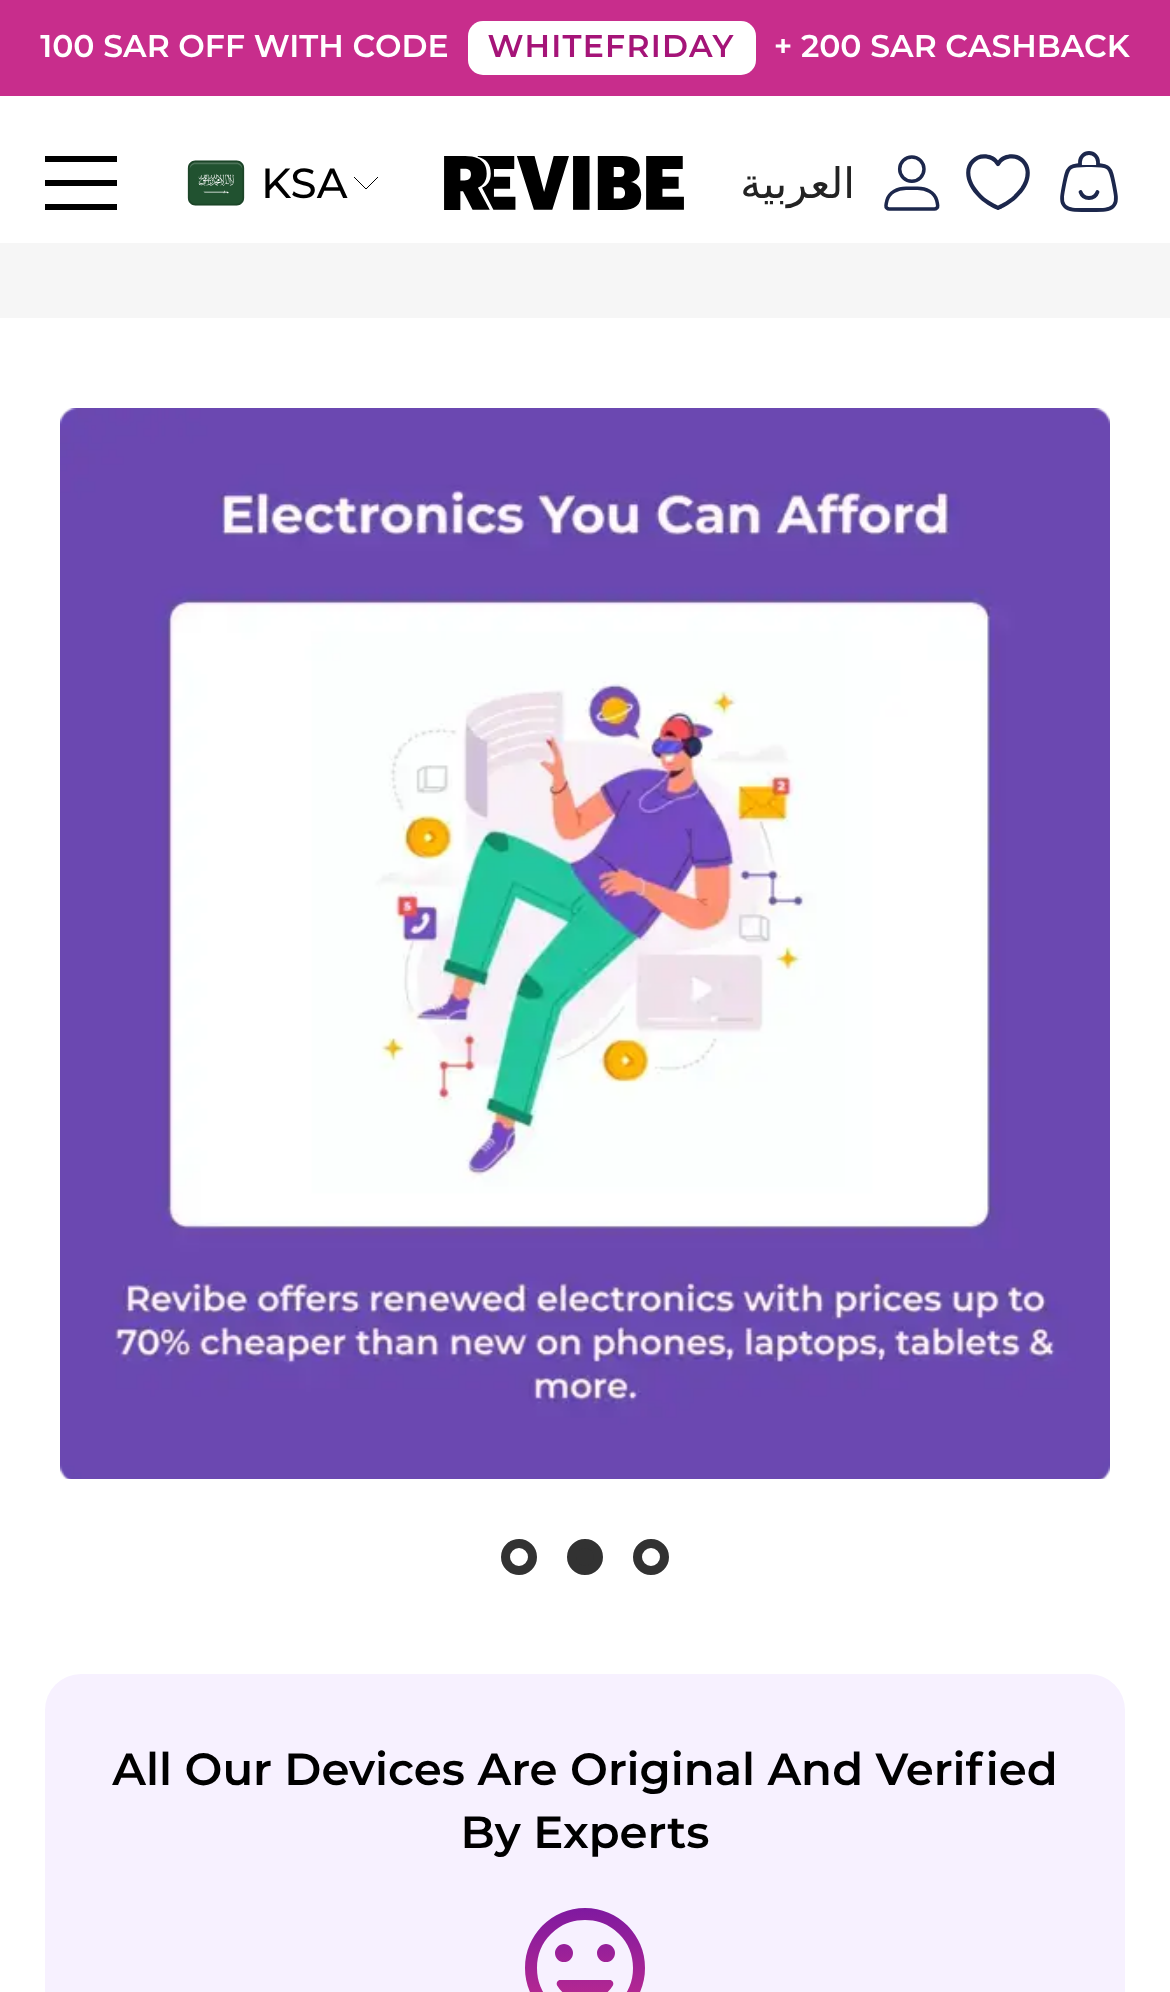 100 SAR OFF WITH CODE WHITEFRIDAY + 200 SAR CASHBACK
KSA REVIBE العربية
Electronics You Can Afford
2
5
Revibe offers renewed electronics with prices up to
70% cheaper than new on phones, laptops, tablets &
more.
All Our Devices Are Original And Verified
By Experts